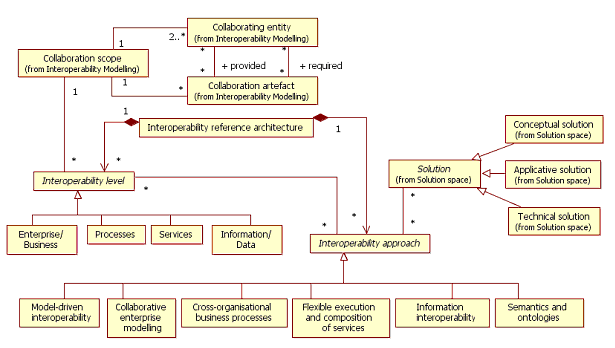 Collaborating entity
(from Interoperability Modelling)
1
2..*
*
*
Collaboration scope
(from Interoperability Modelling)
+ provided
+ required
1
*
*
1
*
Collaboration artefact
(from Interoperability Modelling)
1
Interoperability reference architecture
1
Conceptual solution
(from Solution space)
*
*
Solution
(from Solution space)
Applicative solution
(from Solution space)
Interoperability level
*
*
Technical solution
(from Solution space)
Enterprise/
Business
Processes
Services
Information/
Data
*
*
*
Interoperability approach
Model-driven
interoperability
Collaborative
enterprise
modelling
Cross-organisational
business processes
Flexible execution
and composition
of services
Information
interoperability
Semantics and
ontologies